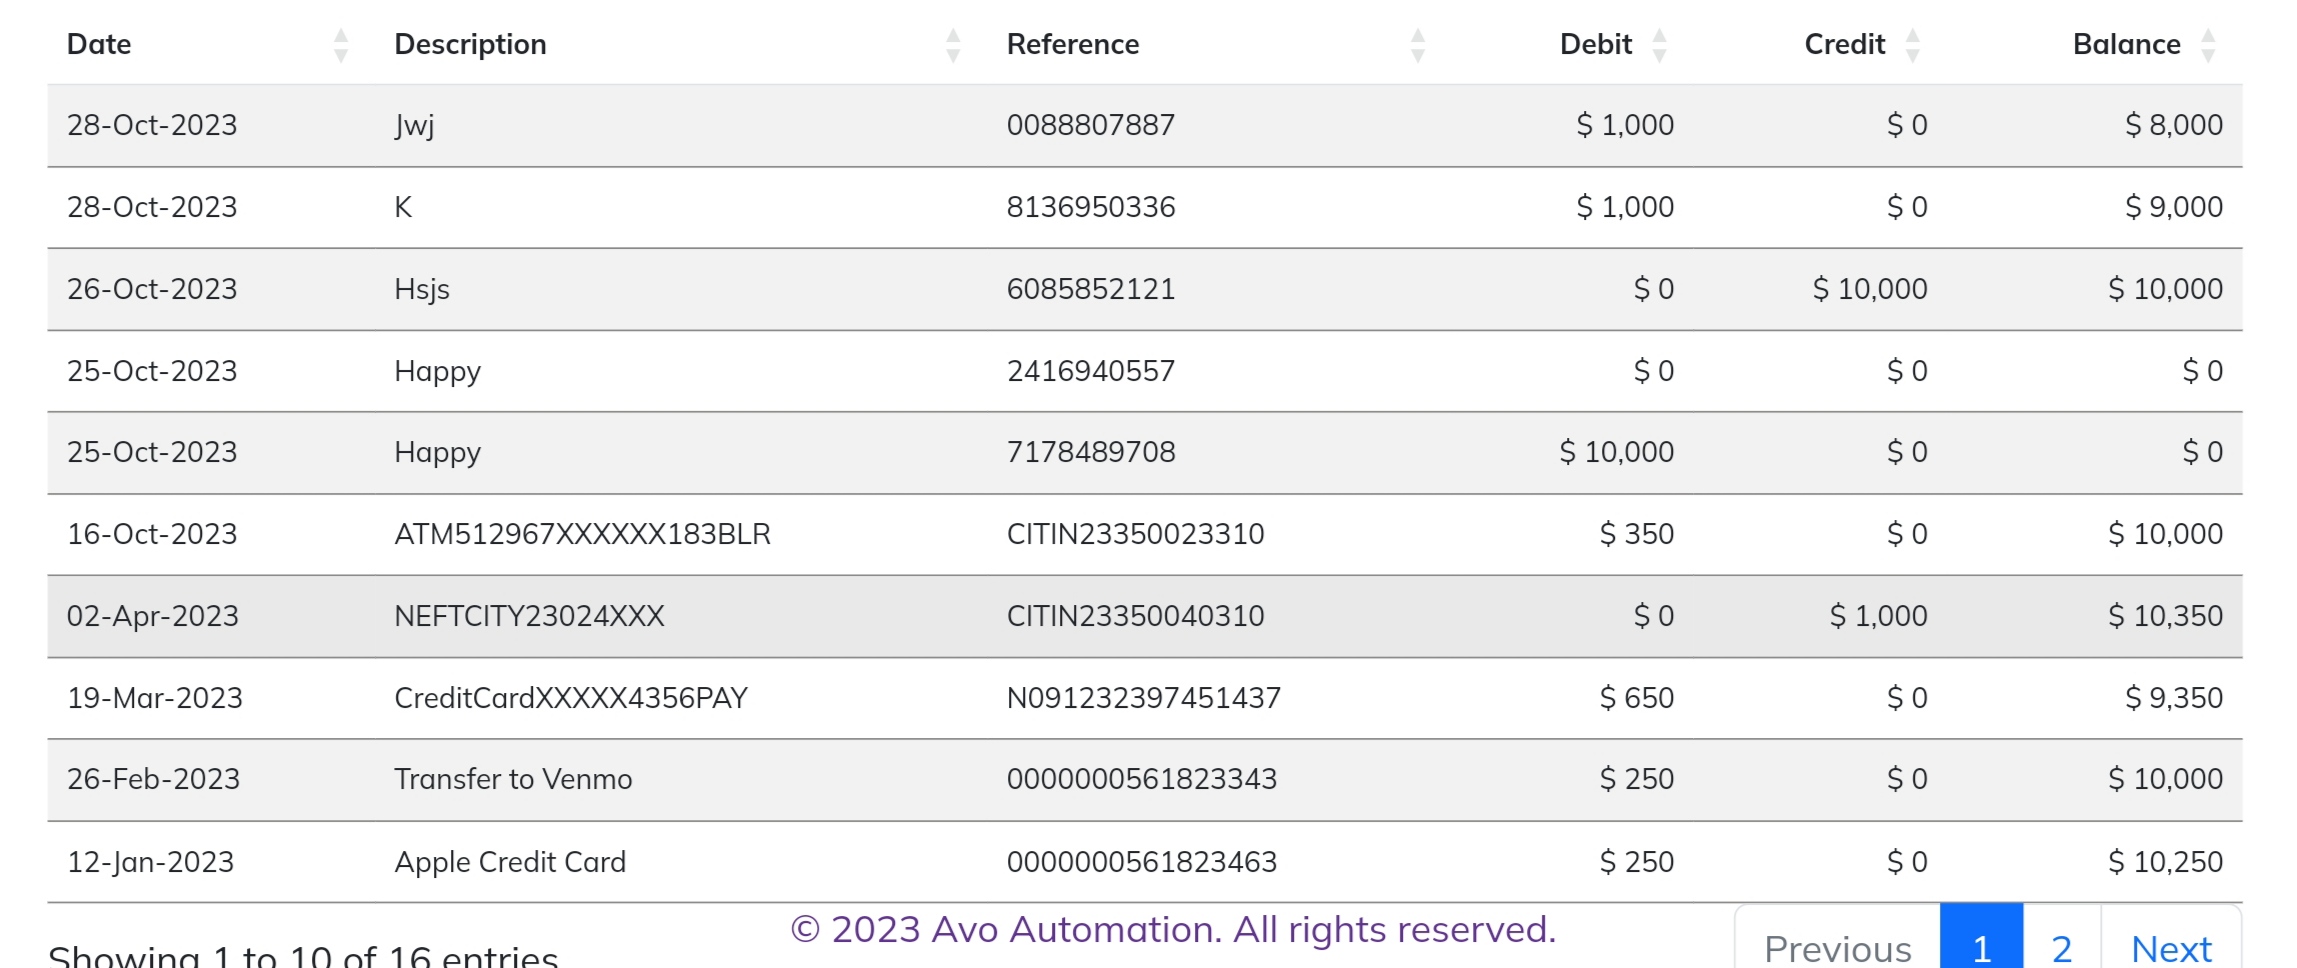 Date Description Reference Debit Credit Balance
28-Oct-2023 Jwj 0088807887 $ 1,000 $ 0 $ 8,000
28-Oct-2023 K 8136950336 $ 1,000 $ 0 $ 9,000
26-Oct-2023 Hsjs 6085852121 $ 0 $ 10,000 $ 10,000
25-Oct-2023 Happy 2416940557 $ 0 $ 0 $ 0
25-Oct-2023 Happy 7178489708 $ 10,000 $ 0 $ 0
16-Oct-2023 ATM512967XXXXXX183BLR CITIN23350023310 $ 350 $ 0 $ 10,000
02-Apr-2023 NEFTCITY23024XXX CITIN23350040310 $ 0 $ 1,000 $ 10,350
19-Mar-2023 CreditCardXXXXX4356PAY N091232397451437 $ 650 $ 0 $ 9,350
26-Feb-2023 Transfer to Venmo 0000000561823343 $ 250 $ 0 $ 10,000
12-Jan-2023 Apple Credit Card 0000000561823463 $ 250 $ 0 $ 10,250
© 2023 Avo Automation. All rights reserved.
Showing 1 to 10 of 16 entries Previous 1 2 Next